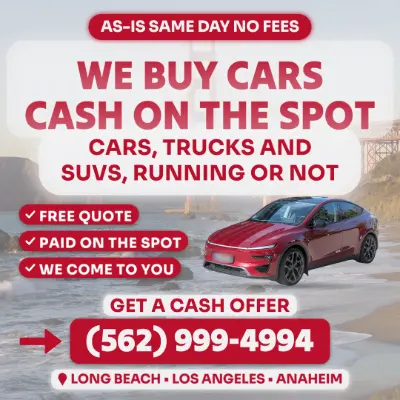 AS-IS SAME DAY NO FEES
WE BUY CARS
CASH ON THE SPOT
CARS, TRUCKS AND
SUVS, RUNNING OR NOT
FREE QUOTE
PAID ON THE SPOT
WE COME TO YOU
GET A CASH OFFER
(562) 999-4994
LONG BEACH • LOS ANGELES • ANAHEIM